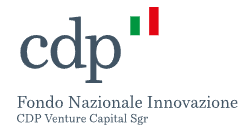 cdp
Fondo Nazionale Innovazione
CDP Venture Capital Sgr